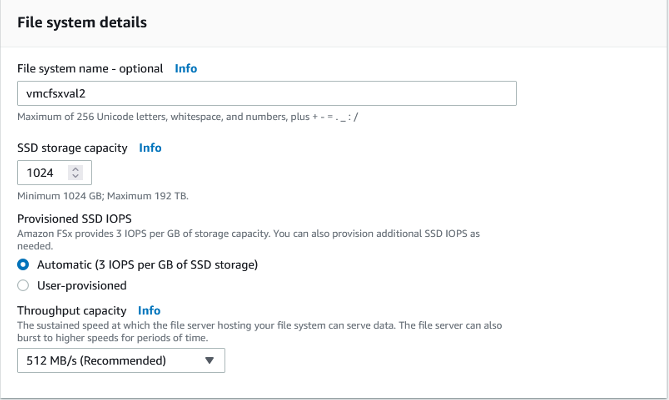 File system details
File system name - optional Info
vmcfsxval2
Maximum of 256 Unicode letters, whitespace, and numbers, plus + - = . _ : /
SSD storage capacity Info
1024
Minimum 1024 GB; Maximum 192 TB.
Provisioned SSD IOPS
Amazon FSx provides 3 IOPS per GB of storage capacity. You can also provision additional SSD IOPS as
needed.
Automatic (3 IOPS per GB of SSD storage)
User-provisioned
Throughput capacity Info
The sustained speed at which the file server hosting your file system can serve data. The file server can also
burst to higher speeds for periods of time.
512 MB/s (Recommended)